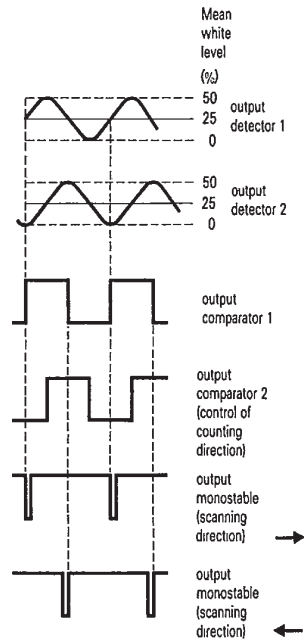 Mean
white
level
(%)
50
25
0
output
detector 1
50
25
0
output
detector 2
output
comparator 1
output
comparator 2
(control of
counting
direction)
output
monostable
(scanning
direction)
output
monostable
(scanning
direction)